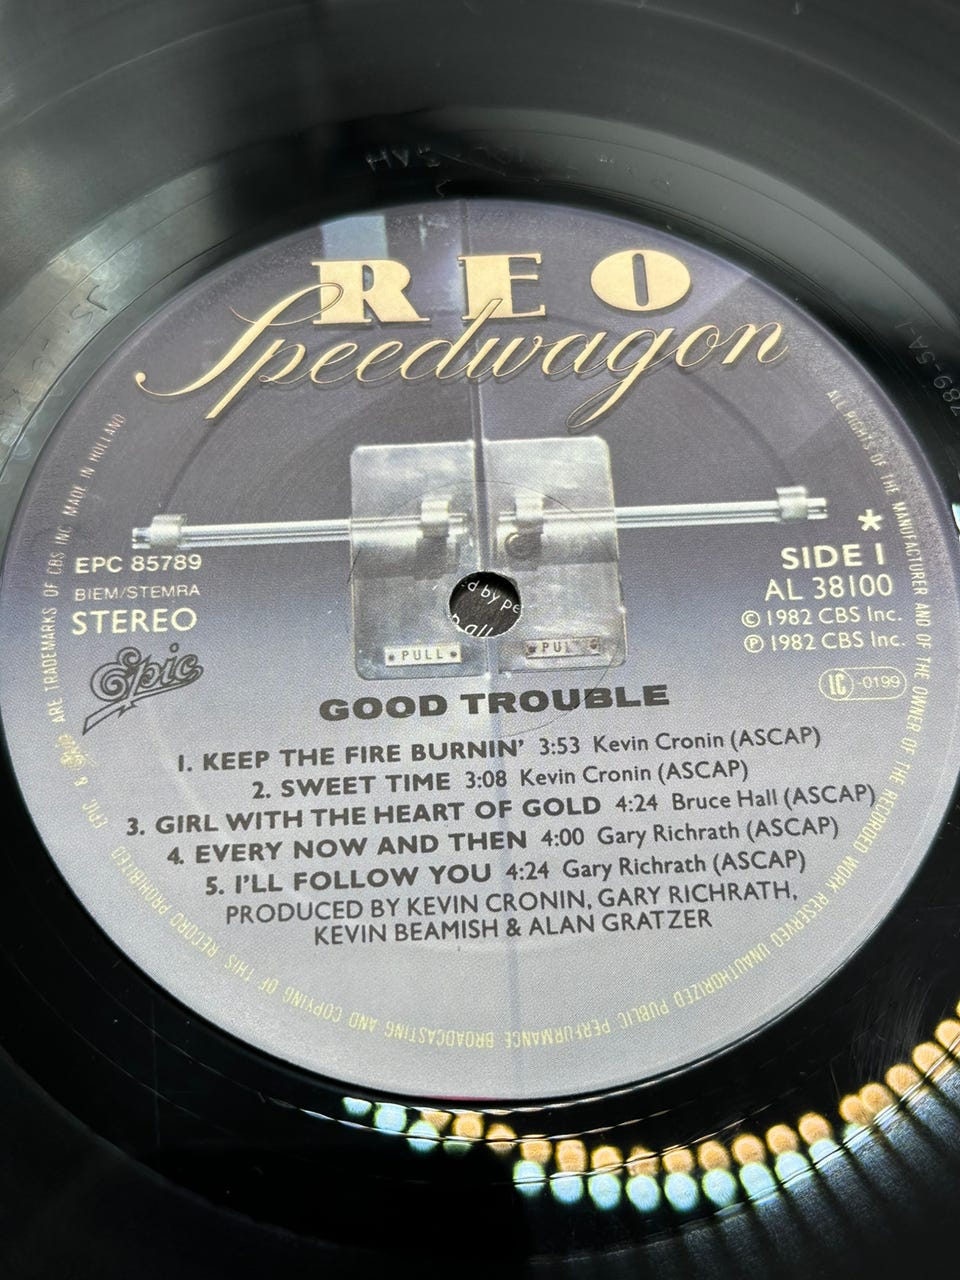 REO
Speedwagon
EPC 85789
BIEM/STEMRA
STEREO
Epic
*
SIDE 1
AL 38100
© 1982 CBS Inc.
℗ 1982 CBS Inc.
LC -0199
PULL
PULL
d by pe
all
GOOD TROUBLE
1. KEEP THE FIRE BURNIN' 3:53 Kevin Cronin (ASCAP)
2. SWEET TIME 3:08 Kevin Cronin (ASCAP)
3. GIRL WITH THE HEART OF GOLD 4:24 Bruce Hall (ASCAP)
4. EVERY NOW AND THEN 4:00 Gary Richrath (ASCAP)
5. I'LL FOLLOW YOU 4:24 Gary Richrath (ASCAP)
PRODUCED BY KEVIN CRONIN, GARY RICHRATH,
KEVIN BEAMISH & ALAN GRATZER
ALL RIGHTS OF THE MANUFACTURER AND OF THE OWNER OF THE RECORDED WORK RESERVED UNAUTHORIZED PUBLIC PERFORMANCE BROADCASTING AND COPYING OF THIS RECORD PROHIBITED
EPIC & ARE TRADEMARKS OF CBS INC. MADE IN HOLLAND